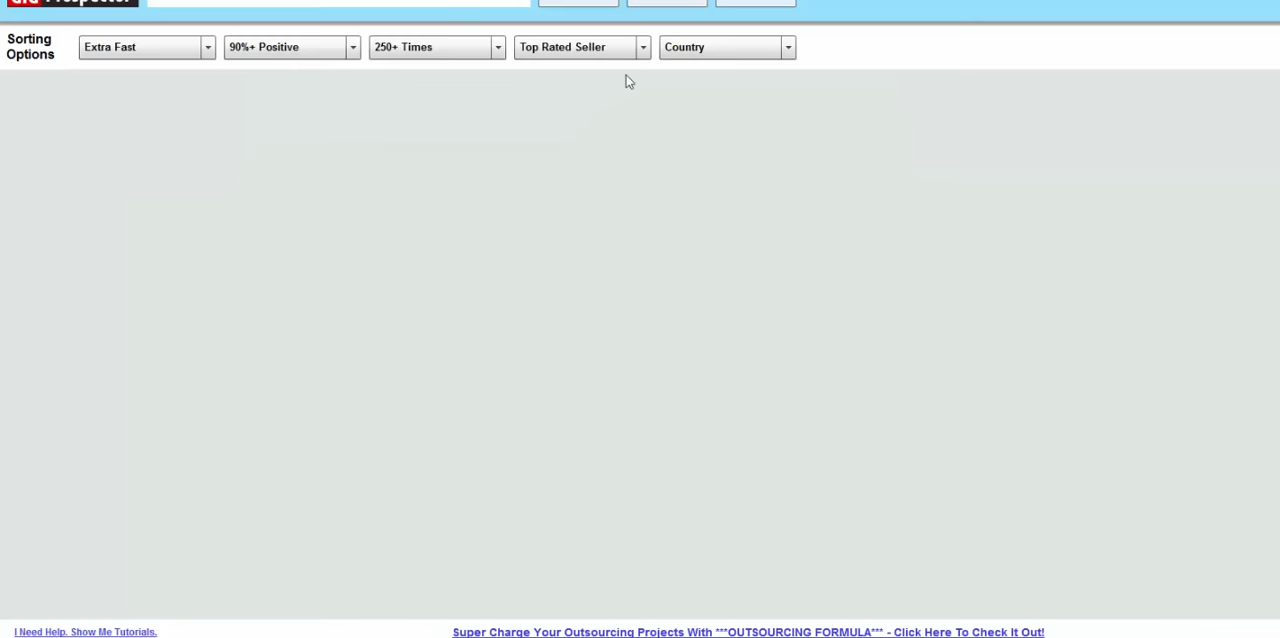 Prospector
Sorting Options
Extra Fast
90%+ Positive
250+ Times
Top Rated Seller
Country
I Need Help. Show Me Tutorials.
Super Charge Your Outsourcing Projects With ***OUTSOURCING FORMULA*** - Click Here To Check It Out!